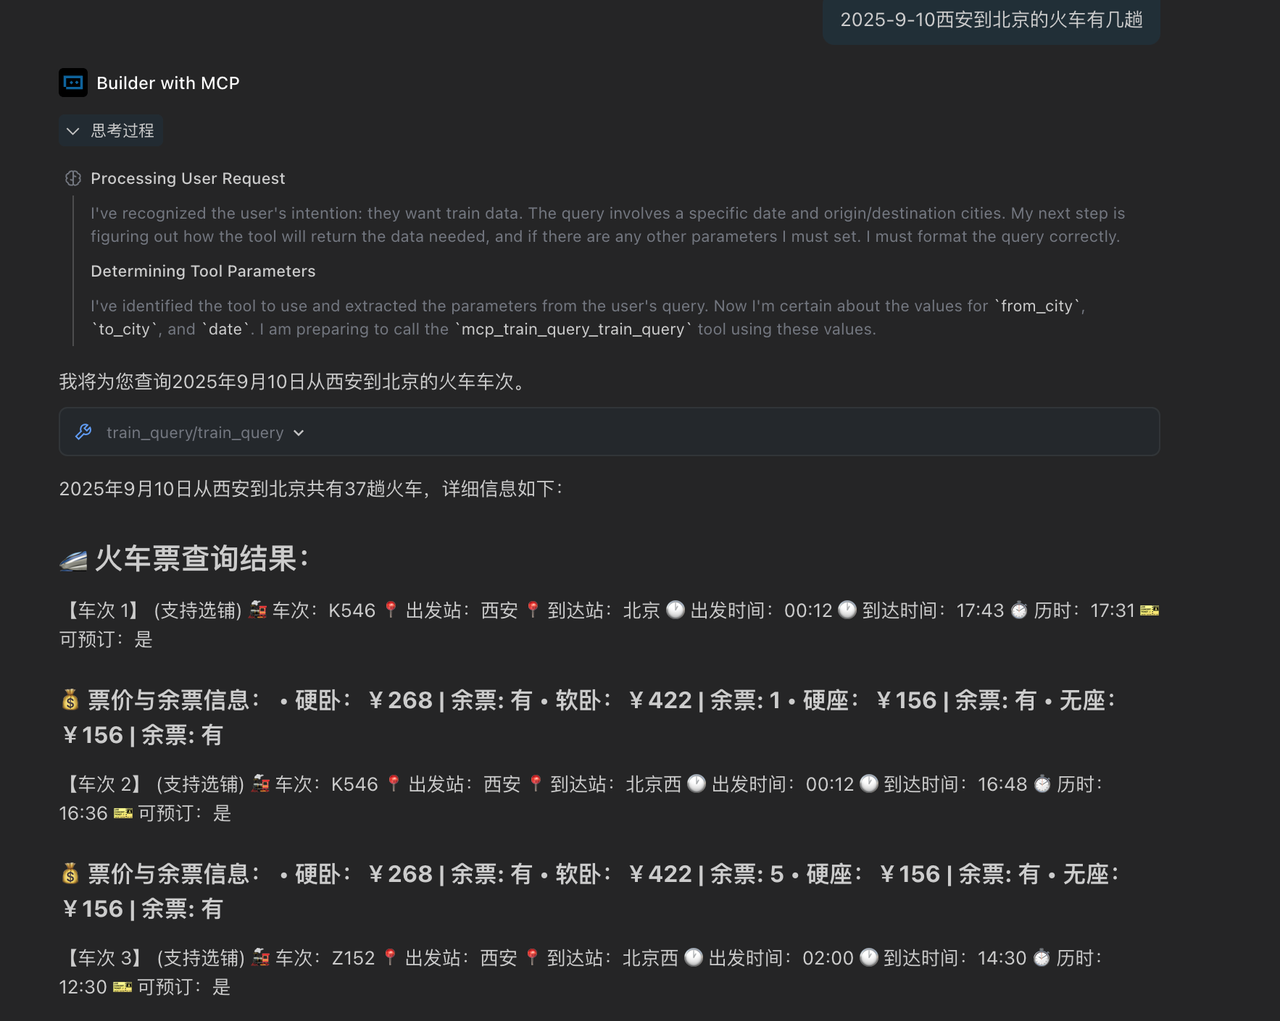 2025-9-10西安到北京的火车有几趟
Builder with MCP
思考过程
Processing User Request
I've recognized the user's intention: they want train data. The query involves a specific date and origin/destination cities. My next step is
figuring out how the tool will return the data needed, and if there are any other parameters I must set. I must format the query correctly.
Determining Tool Parameters
I've identified the tool to use and extracted the parameters from the user's query. Now I'm certain about the values for `from_city`,
`to_city`, and `date`. I am preparing to call the `mcp_train_query_train_query` tool using these values.
我将为您查询2025年9月10日从西安到北京的火车车次。
train_query/train_query
2025年9月10日从西安到北京共有37趟火车，详细信息如下：
🚄 火车票查询结果：
【车次 1】 (支持选铺) 🚂 车次：K546 📍 出发站：西安 📍 到达站：北京 🕐 出发时间：00:12 🕐 到达时间：17:43 ⏱ 历时：17:31 🎫
可预订：是
💰 票价与余票信息： • 硬卧：￥268 | 余票: 有 • 软卧：￥422 | 余票: 1 • 硬座：￥156 | 余票: 有 • 无座：
￥156 | 余票: 有
【车次 2】 (支持选铺) 🚂 车次：K546 📍 出发站：西安 📍 到达站：北京西 🕐 出发时间：00:12 🕐 到达时间：16:48 ⏱ 历时：
16:36 🎫 可预订：是
💰 票价与余票信息： • 硬卧：￥268 | 余票: 有 • 软卧：￥422 | 余票: 5 • 硬座：￥156 | 余票: 有 • 无座：
￥156 | 余票: 有
【车次 3】 (支持选铺) 🚂 车次：Z152 📍 出发站：西安 📍 到达站：北京西 🕐 出发时间：02:00 🕐 到达时间：14:30 ⏱ 历时：
12:30 🎫 可预订：是